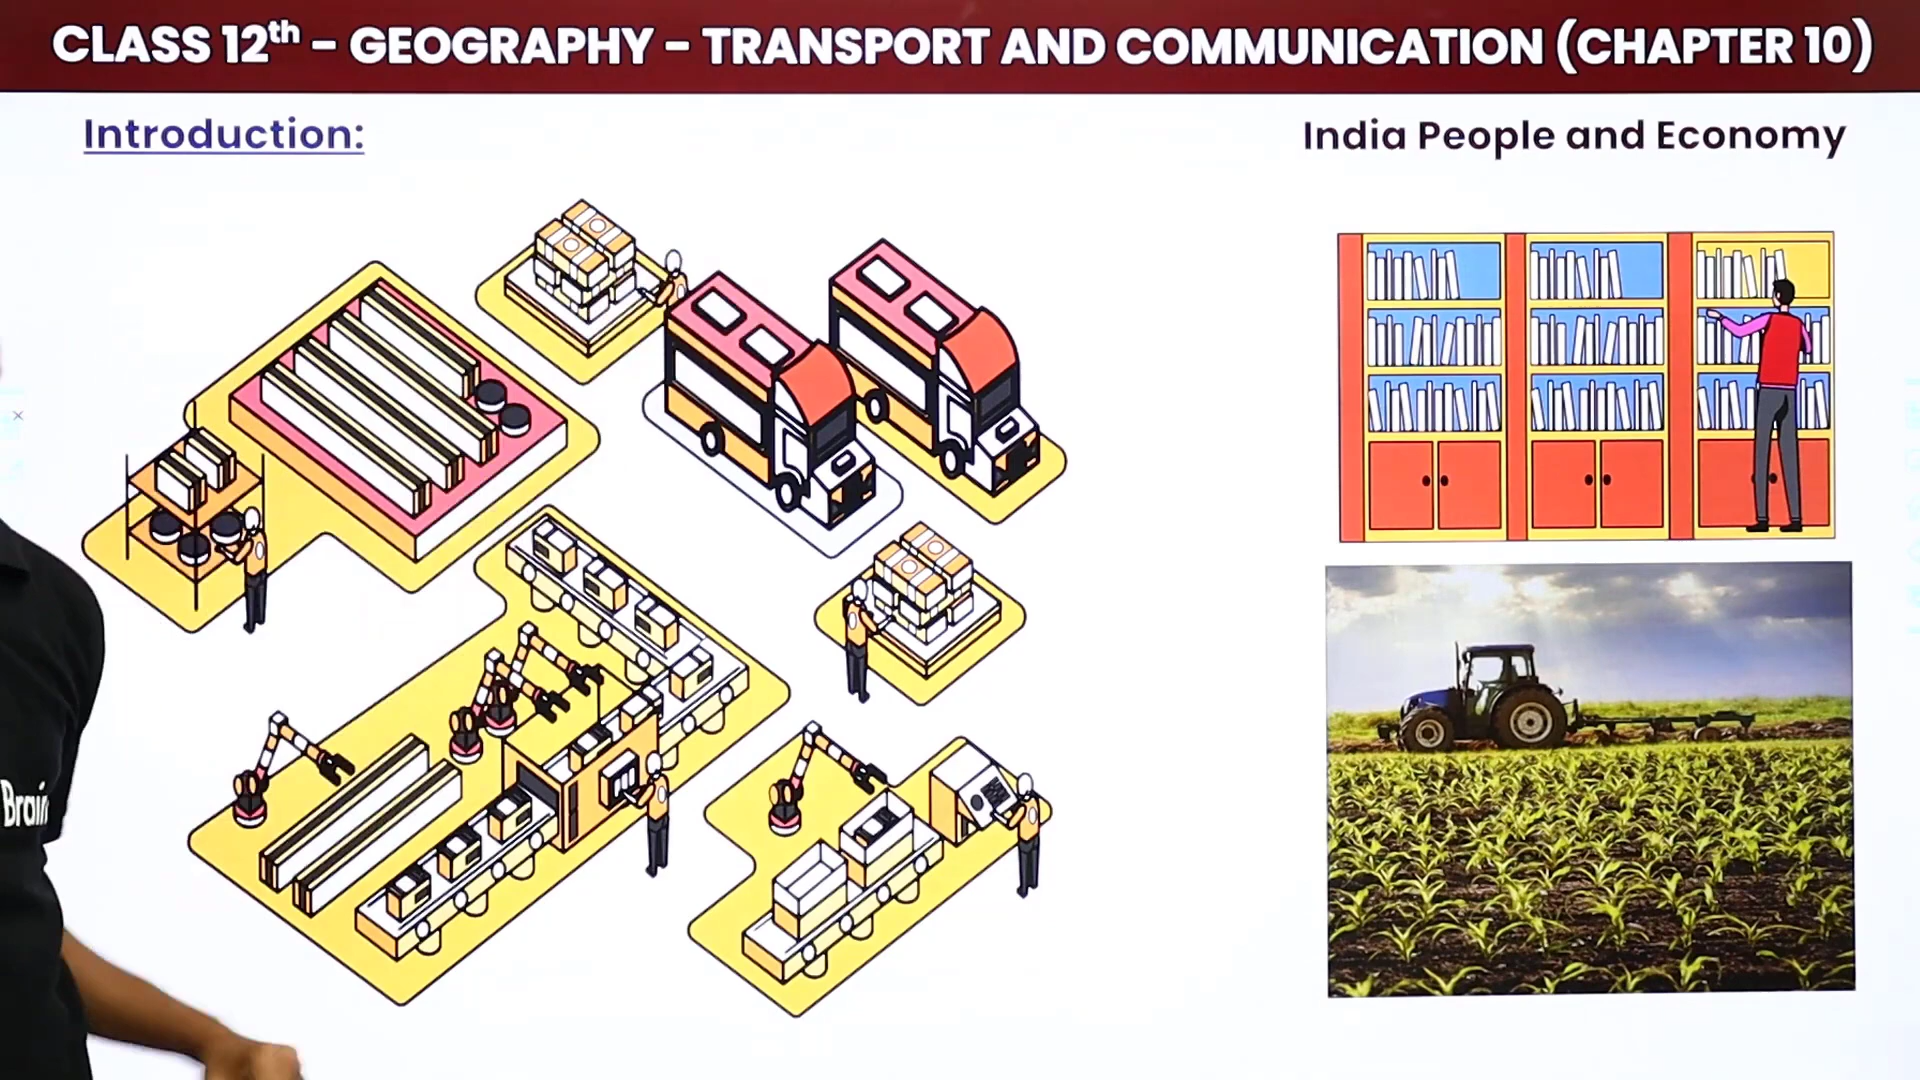 CLASS 12th – GEOGRAPHY – TRANSPORT AND COMMUNICATION (CHAPTER 10)
Introduction:
India People and Economy
Brain